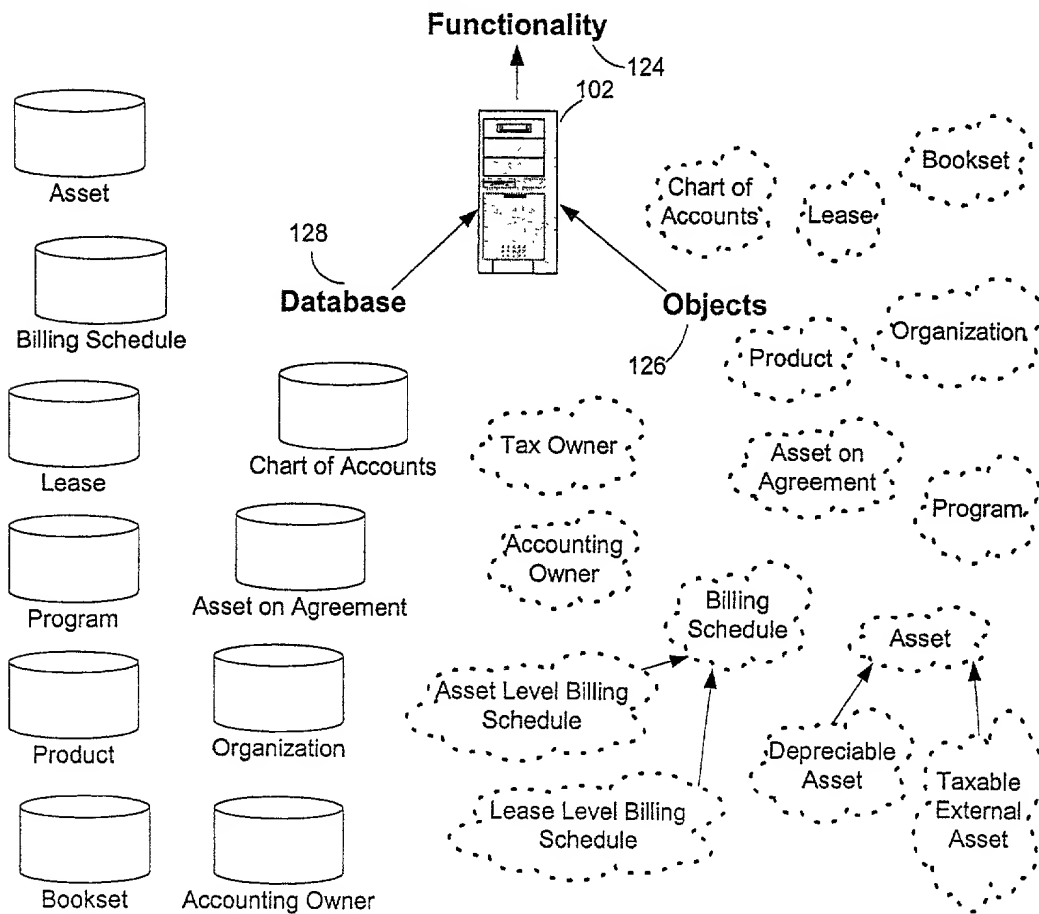 Functionality
124
102
Asset
Bookset
Chart of
Accounts
Lease
128
Billing Schedule
Database
Objects
Organization
126
Product
Lease
Chart of Accounts
Tax Owner
Asset on
Agreement
Program
Program
Asset on Agreement
Accounting
Owner
Billing
Schedule
Asset
Product
Organization
Asset Level Billing
Schedule
Depreciable
Asset
Taxable
External
Asset
Lease Level Billing
Schedule
Bookset
Accounting Owner